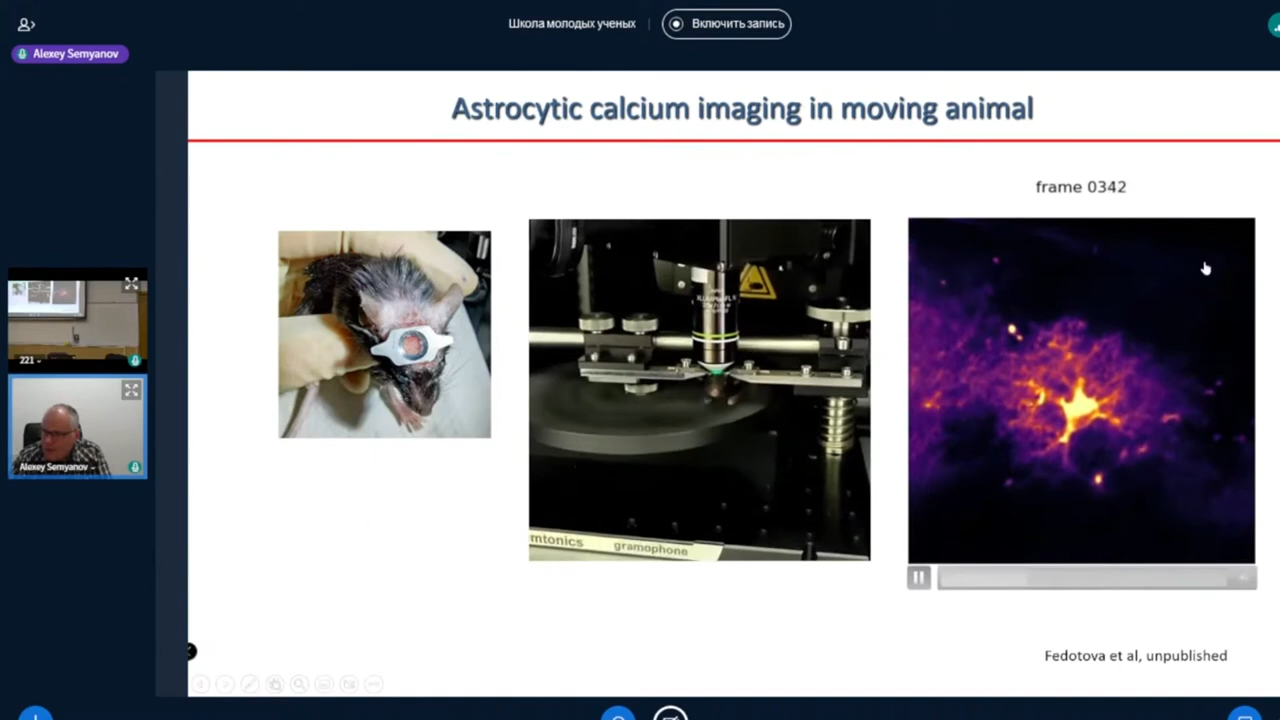 Школа молодых ученых
Включить запись
Alexey Semyanov
Astrocytic calcium imaging in moving animal
frame 0342
mtonics gramophone
221
Alexey Semyanov
Fedotova et al, unpublished